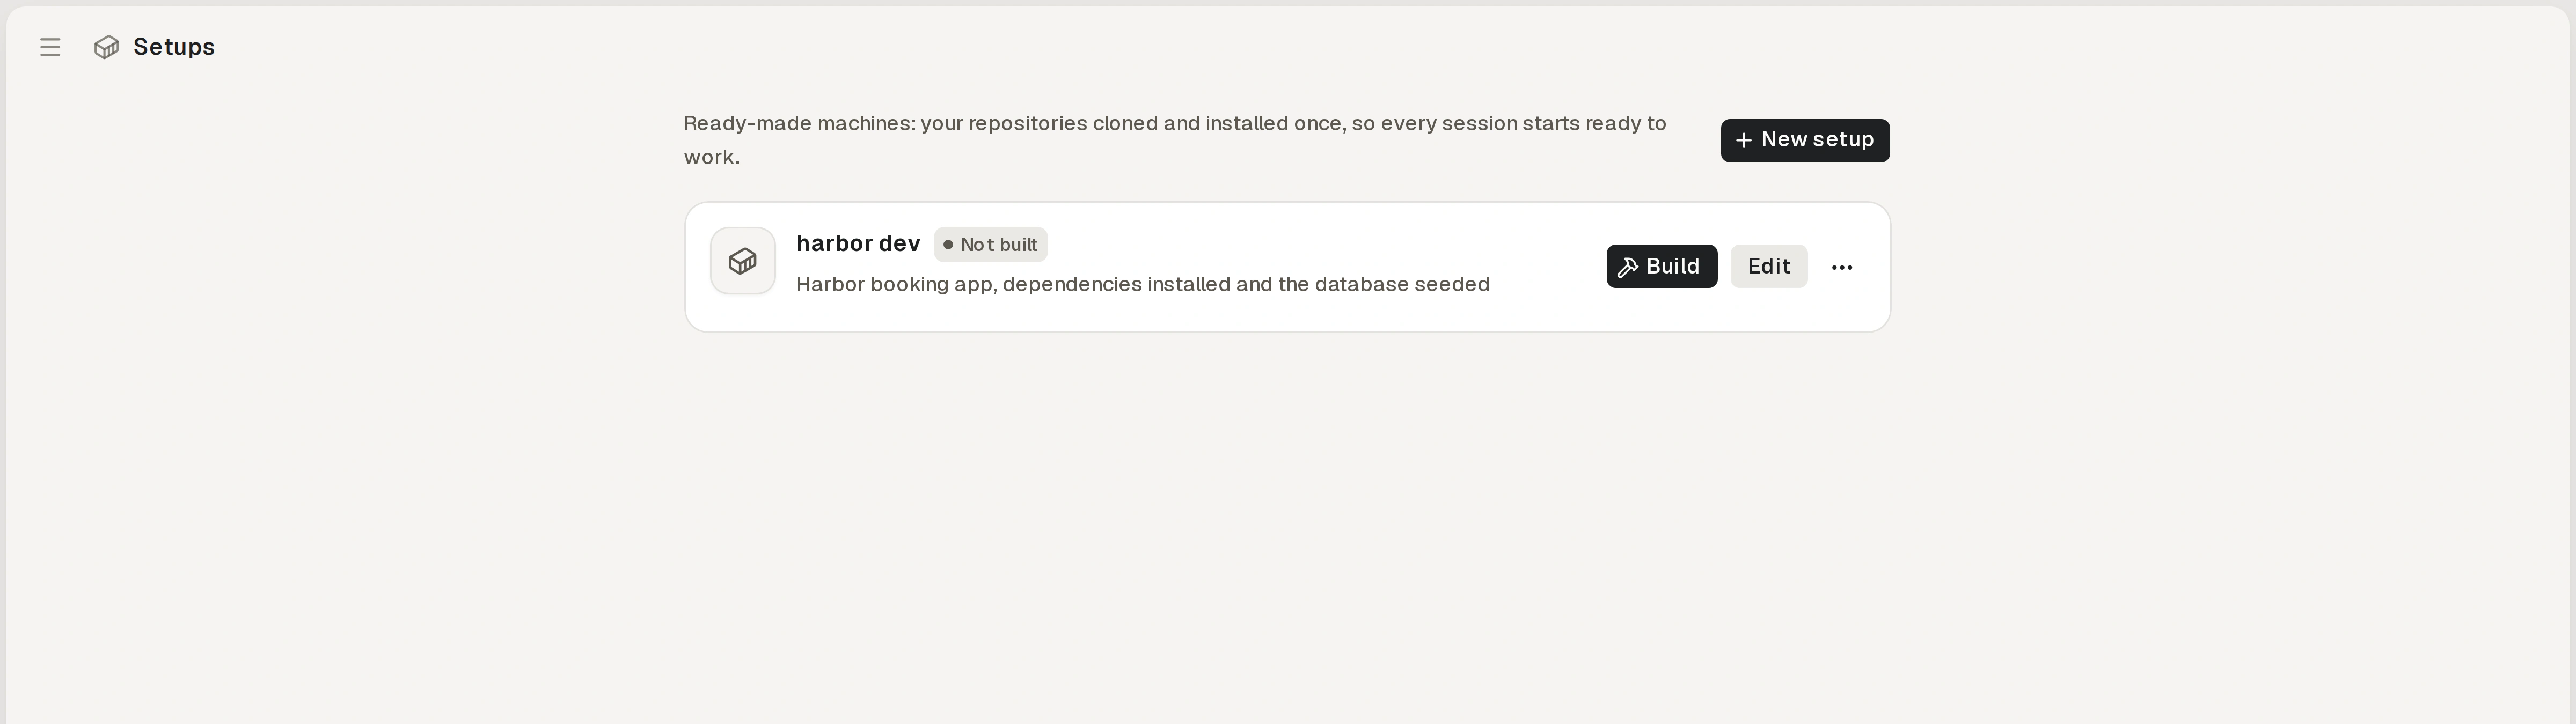 Setups
Ready-made machines: your repositories cloned and installed once, so every session starts ready to
work.
New setup
harbor dev
Not built
Harbor booking app, dependencies installed and the database seeded
Build
Edit